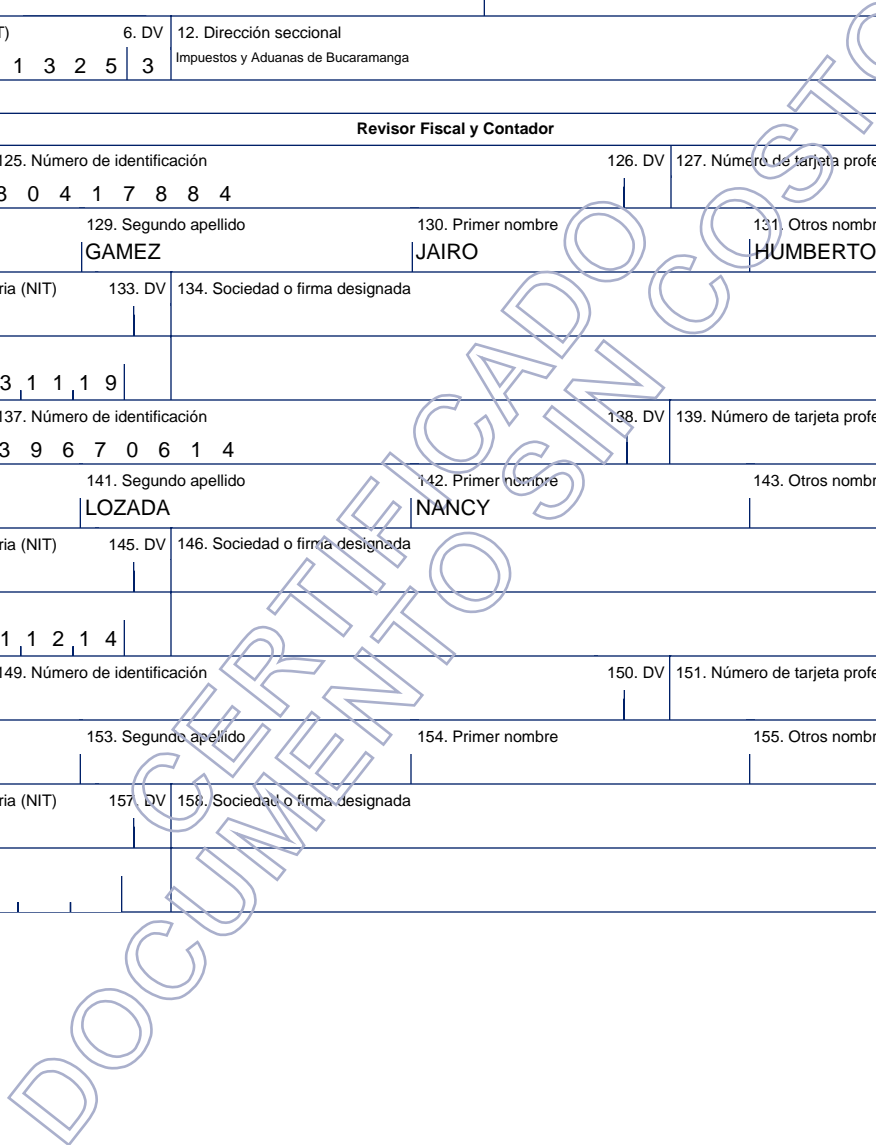 T) 6. DV 12. Dirección seccional
1 3 2 5 3 Impuestos y Aduanas de Bucaramanga
Revisor Fiscal y Contador
125. Número de identificación 126. DV 127. Número de tarjeta profe
8 0 4 1 7 8 8 4
129. Segundo apellido 130. Primer nombre 131. Otros nombr
GAMEZ JAIRO HUMBERTO
ria (NIT) 133. DV 134. Sociedad o firma designada
3 1 1 1 9
137. Número de identificación 138. DV 139. Número de tarjeta profe
3 9 6 7 0 6 1 4
141. Segundo apellido 142. Primer nombre 143. Otros nombr
LOZADA NANCY
ria (NIT) 145. DV 146. Sociedad o firma designada
1 1 2 1 4
149. Número de identificación 150. DV 151. Número de tarjeta profe
153. Segundo apellido 154. Primer nombre 155. Otros nombr
ria (NIT) 157. DV 158. Sociedad o firma designada
CERTIFICADO
DOCUMENTO SIN COSTO